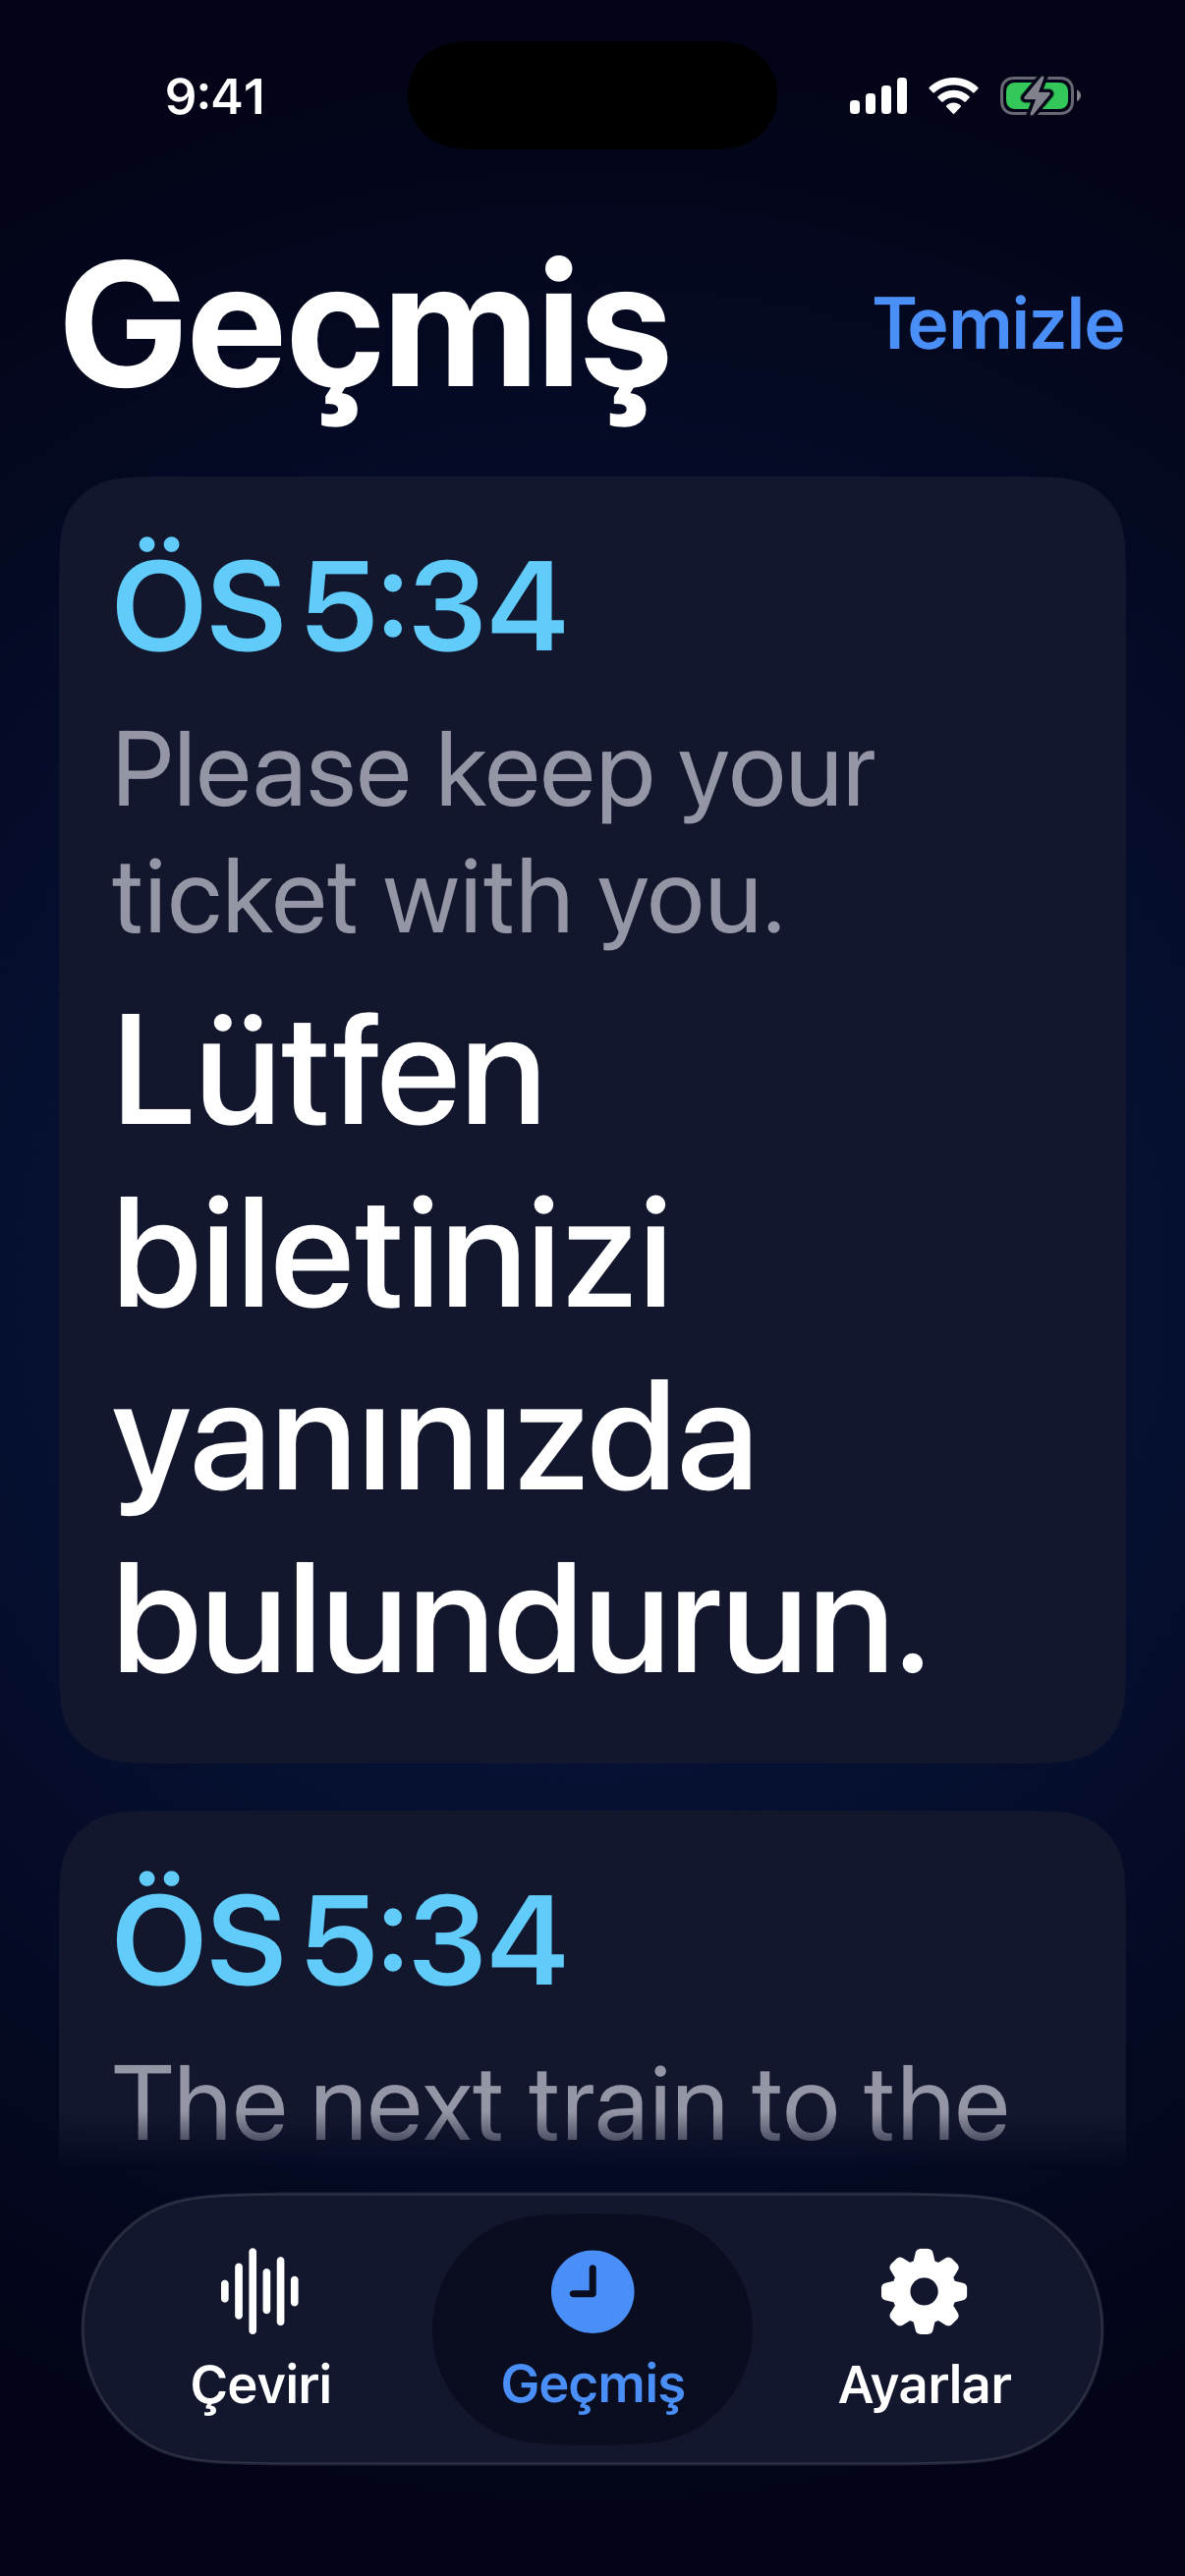 9:41
Geçmiş
Temizle
ÖS 5:34
Please keep your
ticket with you.
Lütfen
biletinizi
yanınızda
bulundurun.
ÖS 5:34
The next train to the
Çeviri
Geçmiş
Ayarlar